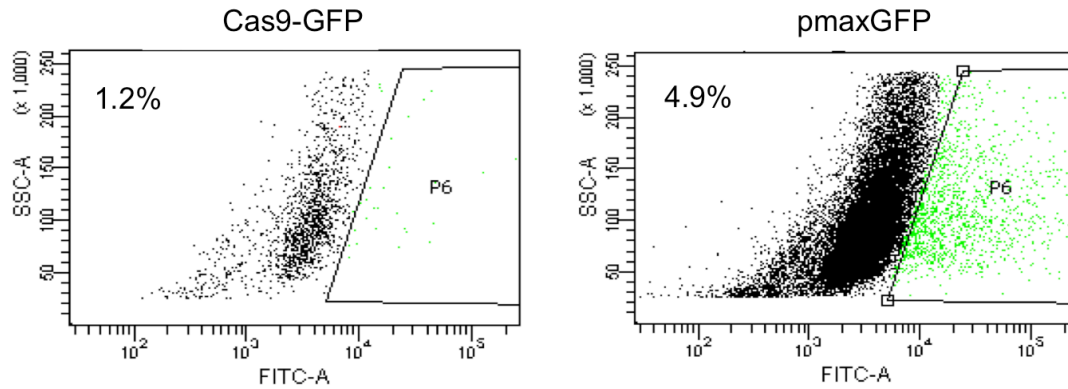 Cas9-GFP
1.2%
P6
SSC-A
(x 1,000)
50 100 150 200 250
10² 10³ 10⁴ 10⁵
FITC-A
pmaxGFP
4.9%
P6
SSC-A
(x 1,000)
50 100 150 200 250
10² 10³ 10⁴ 10⁵
FITC-A